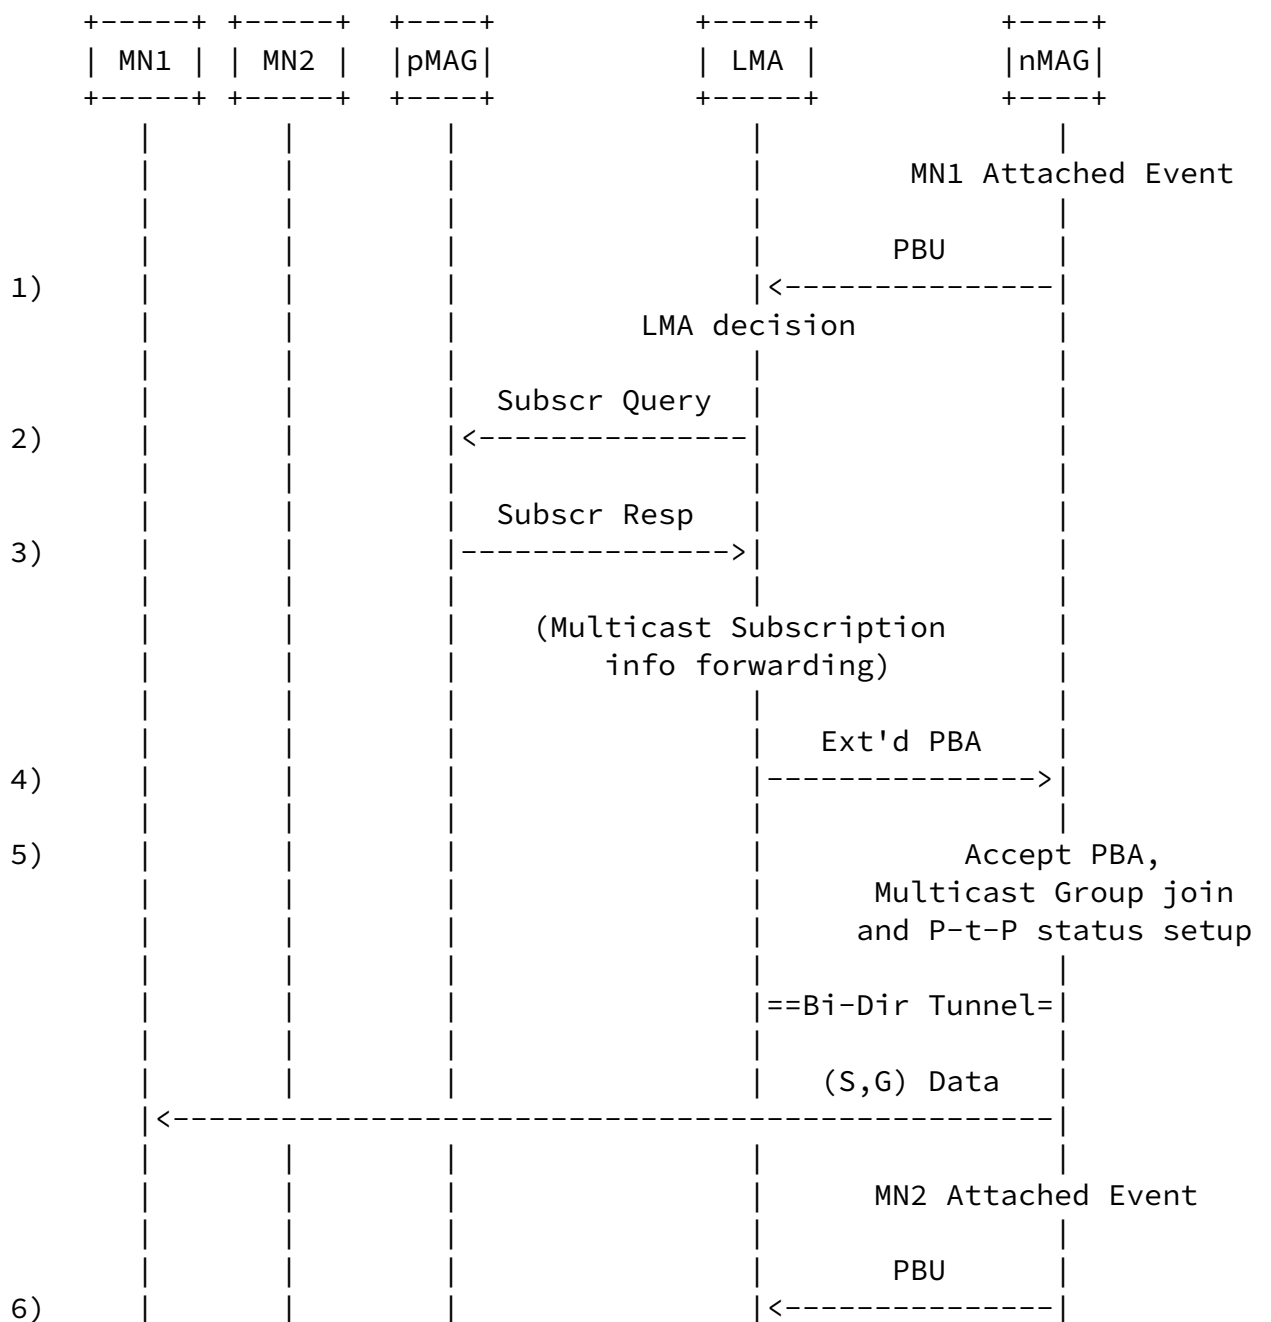 MN1 MN2 pMAG LMA nMAG
MN1 Attached Event
PBU
1)
LMA decision
Subscr Query
2)
Subscr Resp
3)
(Multicast Subscription
info forwarding)
Ext'd PBA
4)
5) Accept PBA,
Multicast Group join
and P-t-P status setup
==Bi-Dir Tunnel=
(S,G) Data
MN2 Attached Event
PBU
6)